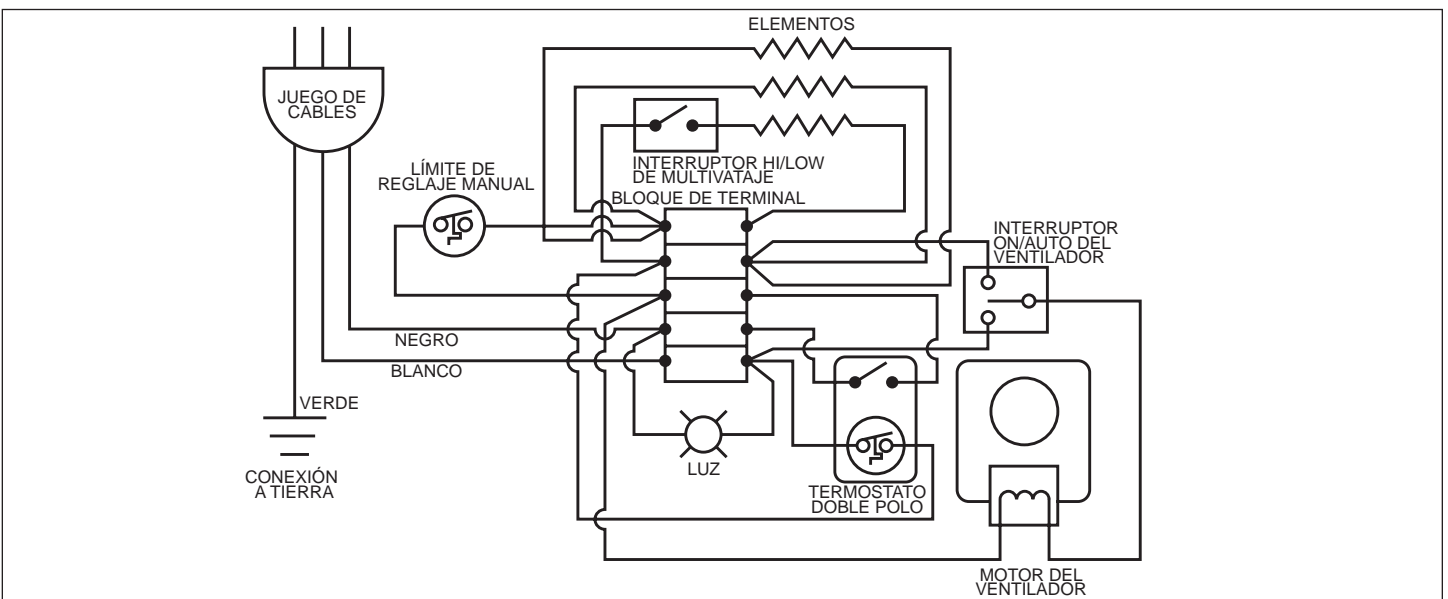 ELEMENTOS
JUEGO DE
CABLES
LÍMITE DE
REGLAJE MANUAL
INTERRUPTOR HI/LOW
DE MULTIVATAJE
BLOQUE DE TERMINAL
INTERRUPTOR
ON/AUTO DEL
VENTILADOR
NEGRO
BLANCO
VERDE
CONEXIÓN
A TIERRA
LUZ
TERMOSTATO
DOBLE POLO
MOTOR DEL
VENTILADOR